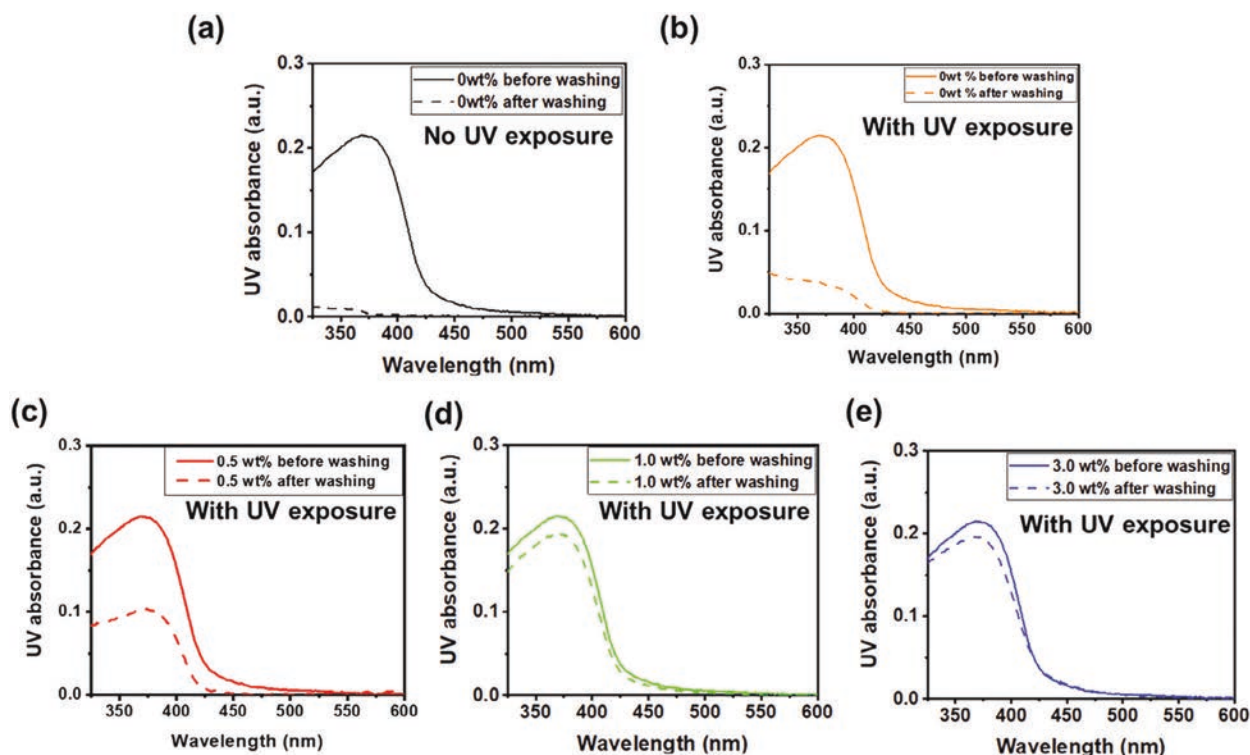 (a)
0wt% before washing
0wt% after washing
No UV exposure
UV absorbance (a.u.)
0.3
0.2
0.1
0.0
350 400 450 500 550 600
Wavelength (nm)
(b)
0wt % before washing
0wt % after washing
With UV exposure
UV absorbance (a.u.)
0.3
0.2
0.1
0.0
350 400 450 500 550 600
Wavelength (nm)
(c)
0.5 wt% before washing
0.5 wt% after washing
With UV exposure
UV absorbance (a.u.)
0.3
0.2
0.1
0.0
350 400 450 500 550 600
Wavelength (nm)
(d)
1.0 wt% before washing
1.0 wt% after washing
With UV exposure
UV absorbance (a.u.)
0.3
0.2
0.1
0.0
350 400 450 500 550 600
Wavelength (nm)
(e)
3.0 wt% before washing
3.0 wt% after washing
With UV exposure
UV absorbance (a.u.)
0.3
0.2
0.1
0.0
350 400 450 500 550 600
Wavelength (nm)